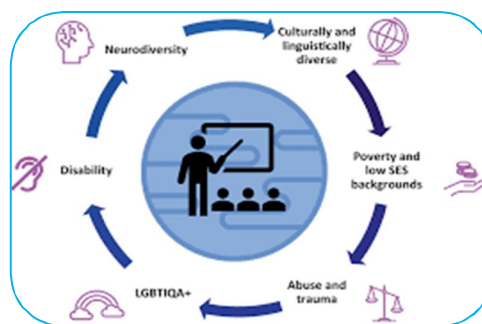 Neurodiversity
Culturally and
linguistically
diverse
Poverty and
low SES
backgrounds
Abuse and
trauma
LGBTIQA+
Disability